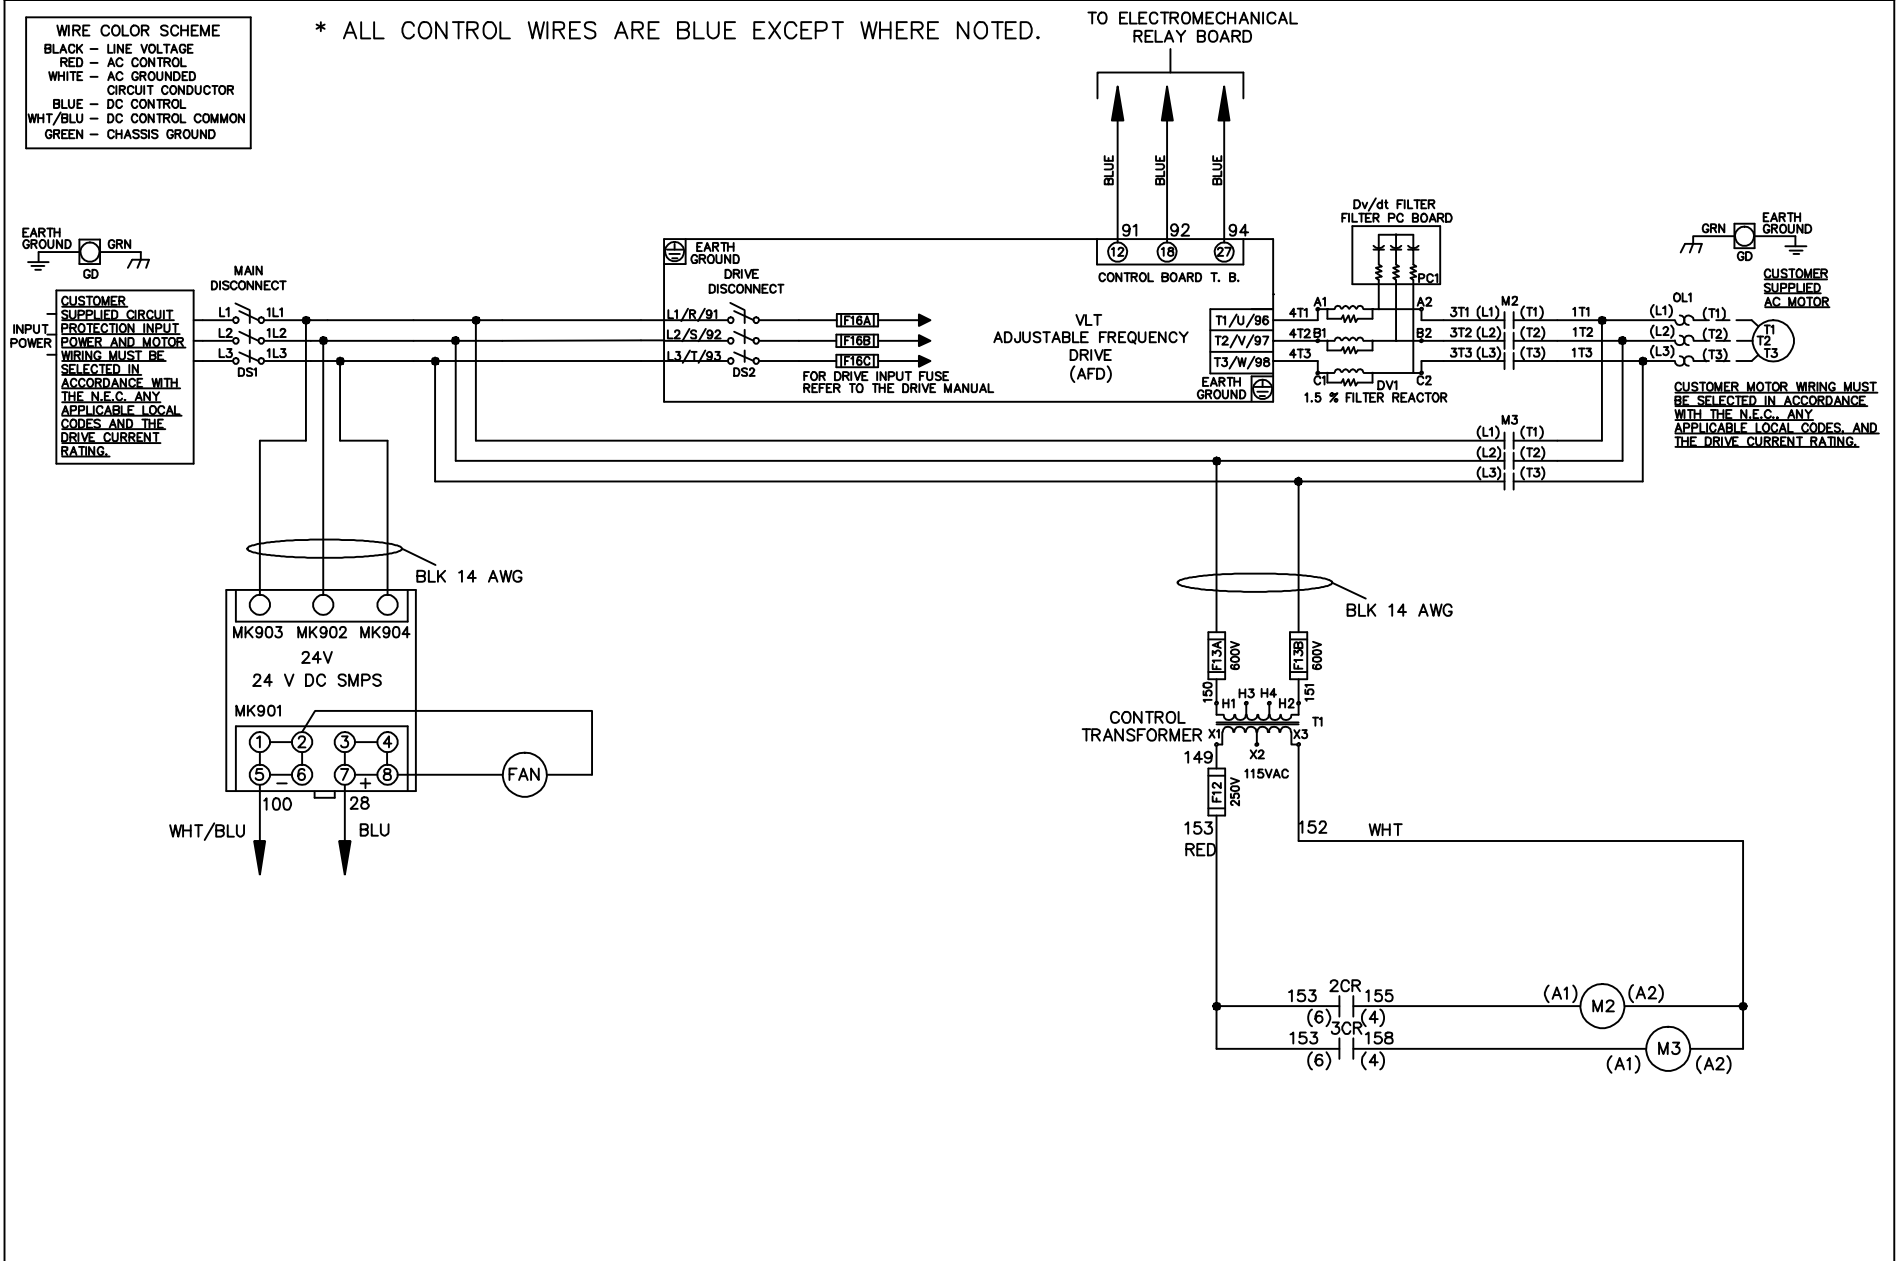 WIRE COLOR SCHEME
BLACK – LINE VOLTAGE
RED – AC CONTROL
WHITE – AC GROUNDED
CIRCUIT CONDUCTOR
BLUE – DC CONTROL
WHT/BLU – DC CONTROL COMMON
GREEN – CHASSIS GROUND
* ALL CONTROL WIRES ARE BLUE EXCEPT WHERE NOTED.
TO ELECTROMECHANICAL
RELAY BOARD
BLUE
BLUE
BLUE
91 92 94
12 18 27
CONTROL BOARD T. B.
EARTH
GROUND
GRN
GD
INPUT
POWER
CUSTOMER
SUPPLIED CIRCUIT
PROTECTION INPUT
POWER AND MOTOR
WIRING MUST BE
SELECTED IN
ACCORDANCE WITH
THE N.E.C. ANY
APPLICABLE LOCAL
CODES AND THE
DRIVE CURRENT
RATING.
MAIN
DISCONNECT
L1 1L1
L2 1L2
L3 1L3
DS1
EARTH
GROUND
DRIVE
DISCONNECT
L1/R/91
L2/S/92
L3/T/93
DS2
IF16A
IF16B
IF16C
FOR DRIVE INPUT FUSE
REFER TO THE DRIVE MANUAL
VLT
ADJUSTABLE FREQUENCY
DRIVE
(AFD)
T1/U/96
T2/V/97
T3/W/98
EARTH
GROUND
Dv/dt FILTER
FILTER PC BOARD
PC1
4T1 A1 A2
4T2 B1 B2
4T3 C1 C2
DV1
1.5 % FILTER REACTOR
M2
3T1 (L1) (T1) 1T1
3T2 (L2) (T2) 1T2
3T3 (L3) (T3) 1T3
M3
(L1) (T1)
(L2) (T2)
(L3) (T3)
GRN
EARTH
GROUND
GD
CUSTOMER
SUPPLIED
AC MOTOR
OL1
(L1) (T1)
(L2) (T2)
(L3) (T3)
T1
T2
T3
CUSTOMER MOTOR WIRING MUST
BE SELECTED IN ACCORDANCE
WITH THE N.E.C., ANY
APPLICABLE LOCAL CODES, AND
THE DRIVE CURRENT RATING.
BLK 14 AWG
MK903 MK902 MK904
24V
24 V DC SMPS
MK901
1 2 3 4
5 – 6 7 + 8
FAN
100 28
WHT/BLU BLU
BLK 14 AWG
F13A 600V
F13B 600V
150 151
H1 H3 H4 H2
T1
CONTROL
TRANSFORMER
X1 X2 X3
149
115VAC
F12 250V
153
RED
152 WHT
2CR
153 155
(6) (4)
(A1) M2 (A2)
3CR
153 158
(6) (4)
(A1) M3 (A2)